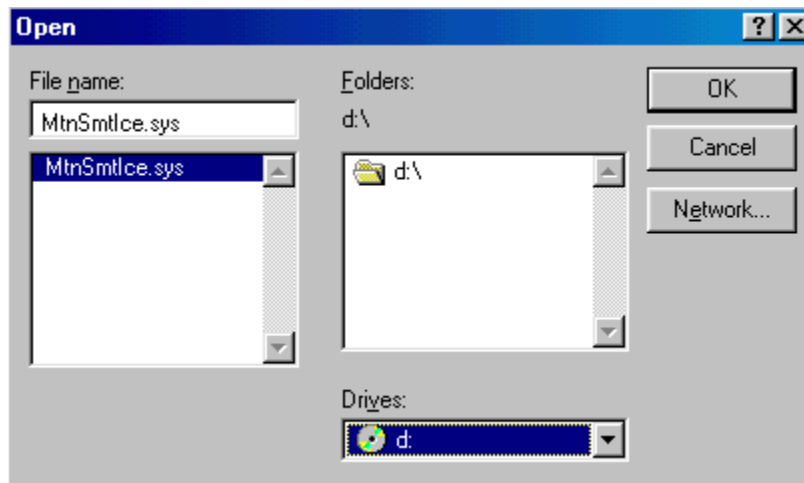 Open
File name:
MtnSmtIce.sys
MtnSmtIce.sys
Folders:
d:\
d:\
Drives:
d:
OK
Cancel
Network...